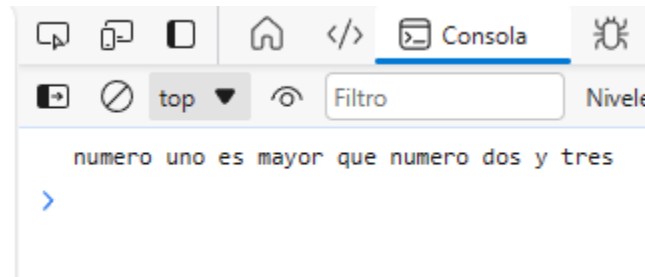 Consola
top Filtro Nivele
numero uno es mayor que numero dos y tres